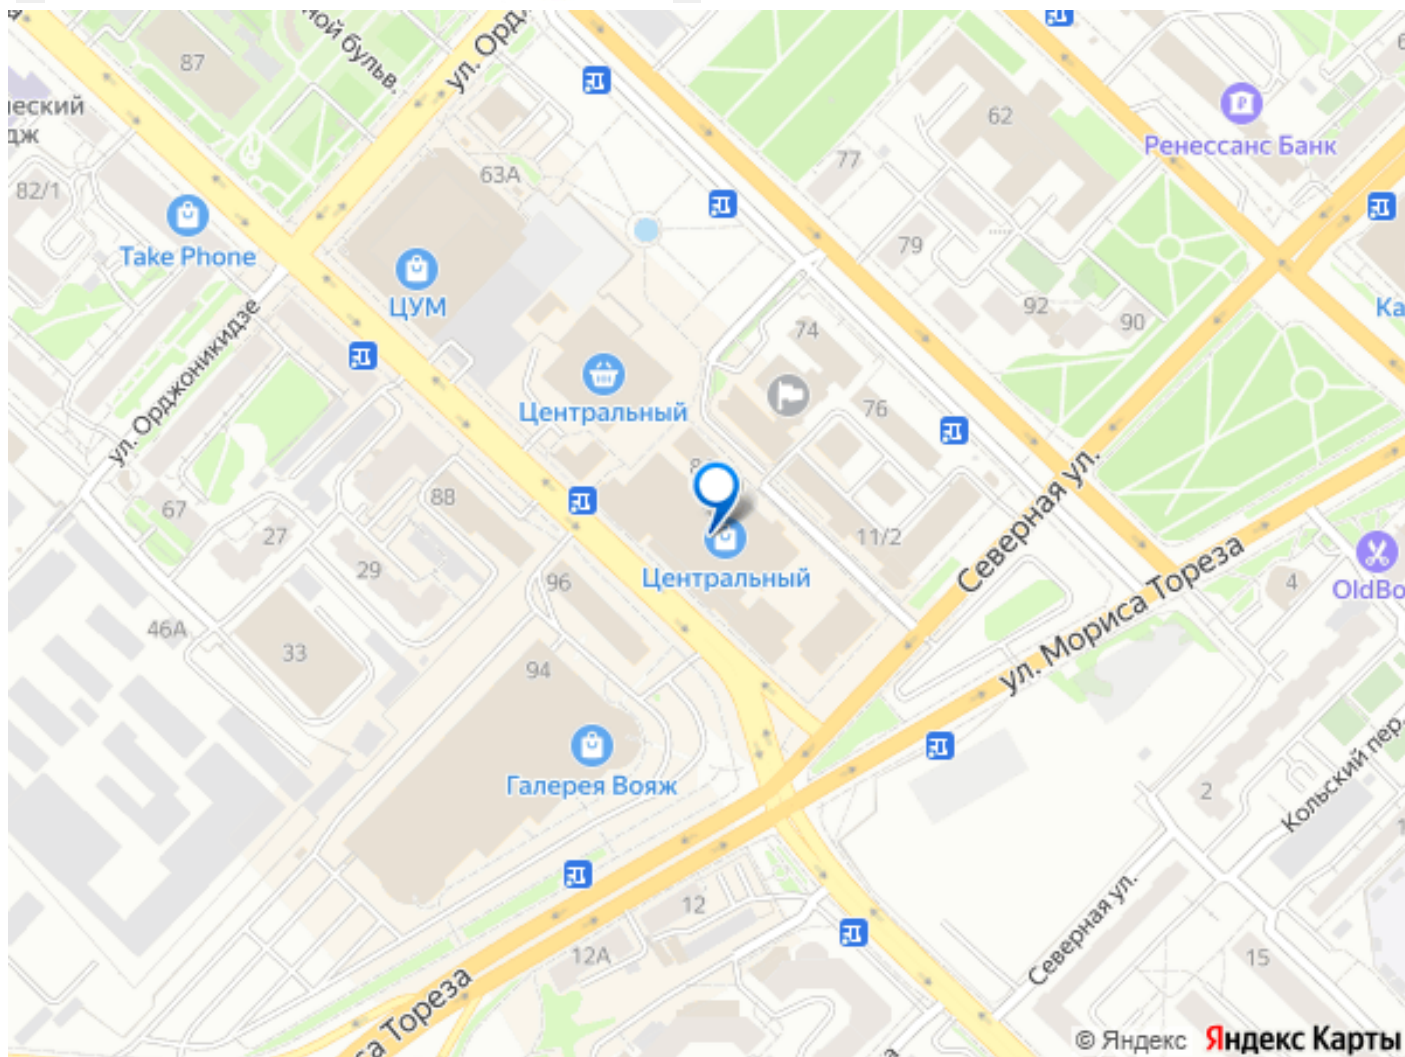 87
ной бульв.
ул. Орд
еский
дж
82/1
Take Phone
63А
ЦУМ
77
62
Ренессанс Банк
79
92
90
Ка
ул. Орджоникидзе
Центральный
74
76
88
67
27
29
11/2
Северная ул.
Центральный
96
46А
33
94
ул. Мориса Тореза
4
OldBo
Галерея Вояж
2
Кольский пер.
12
12А
Северная ул.
15
а Тореза
© Яндекс Яндекс Карты